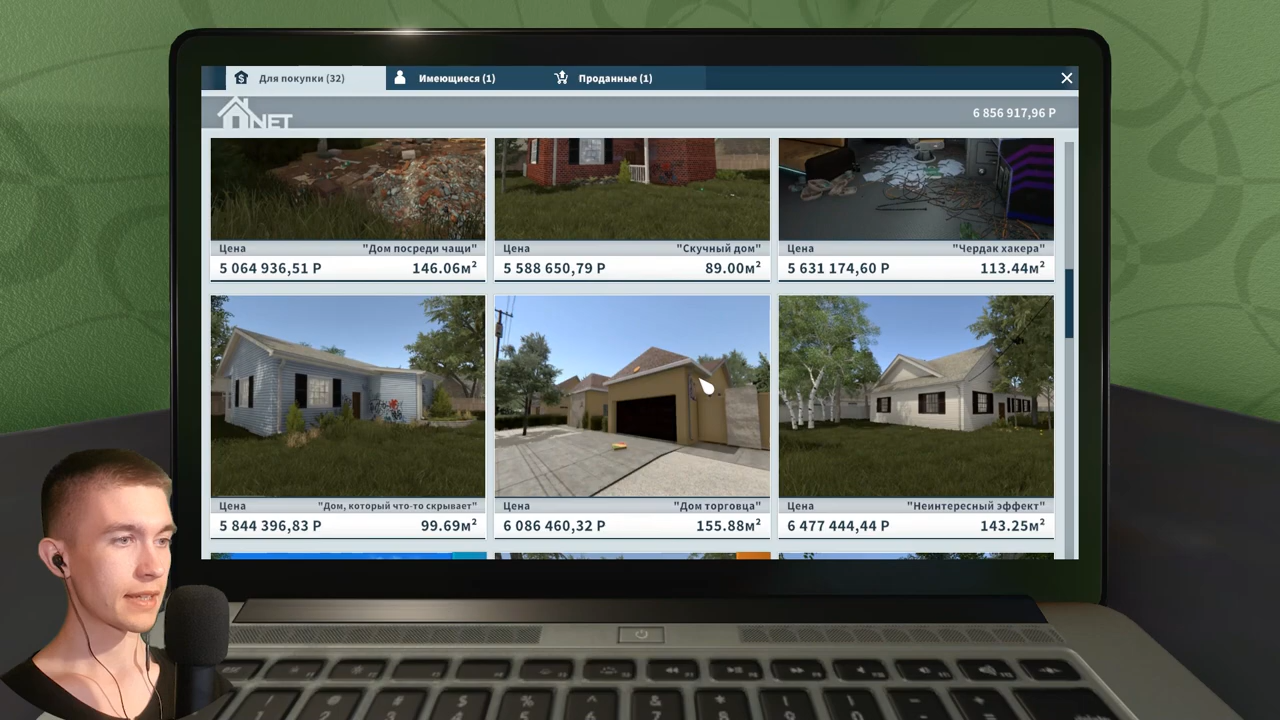 Для покупки (32)
Имеющиеся (1)
Проданные (1)
NET
6 856 917,96 Р
Цена "Дом посреди чащи"
5 064 936,51 Р 146.06м²
Цена "Скучный дом"
5 588 650,79 Р 89.00м²
Цена "Чердак хакера"
5 631 174,60 Р 113.44м²
Цена "Дом, который что-то скрывает"
5 844 396,83 Р 99.69м²
Цена "Дом торговца"
6 086 460,32 Р 155.88м²
Цена "Неинтересный эффект"
6 477 444,44 Р 143.25м²